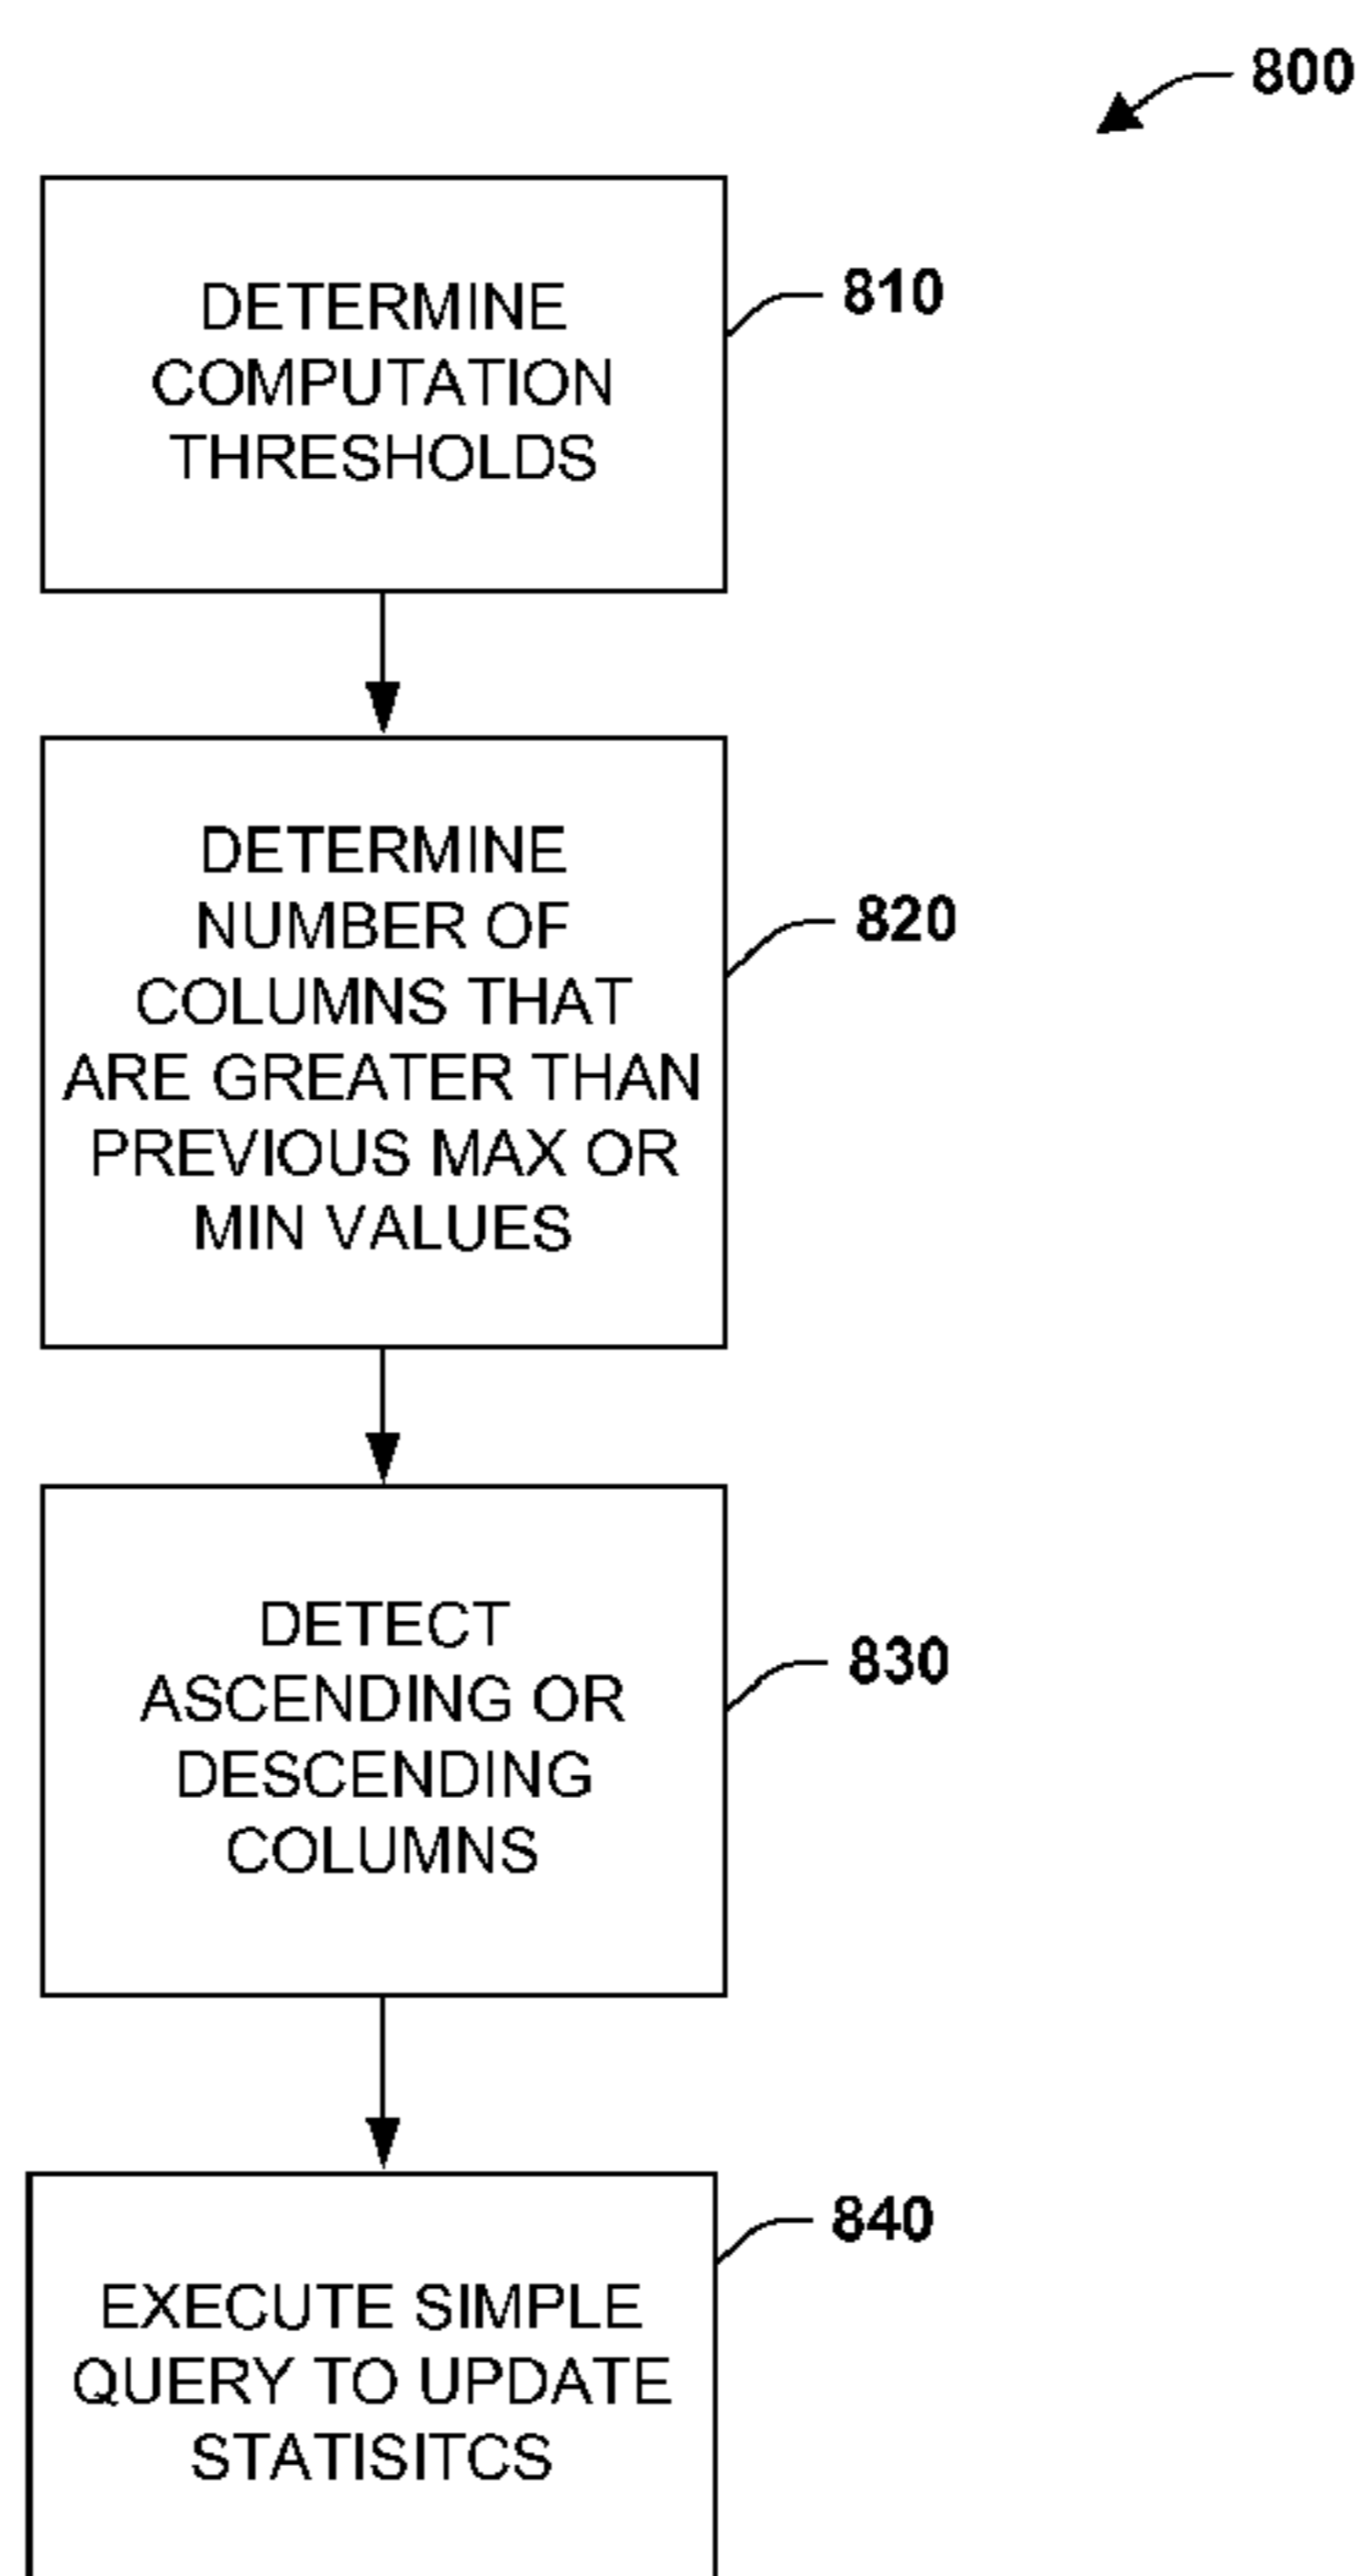 800
DETERMINE
COMPUTATION
THRESHOLDS
810
DETERMINE
NUMBER OF
COLUMNS THAT
ARE GREATER THAN
PREVIOUS MAX OR
MIN VALUES
820
DETECT
ASCENDING OR
DESCENDING
COLUMNS
830
EXECUTE SIMPLE
QUERY TO UPDATE
STATISITCS
840